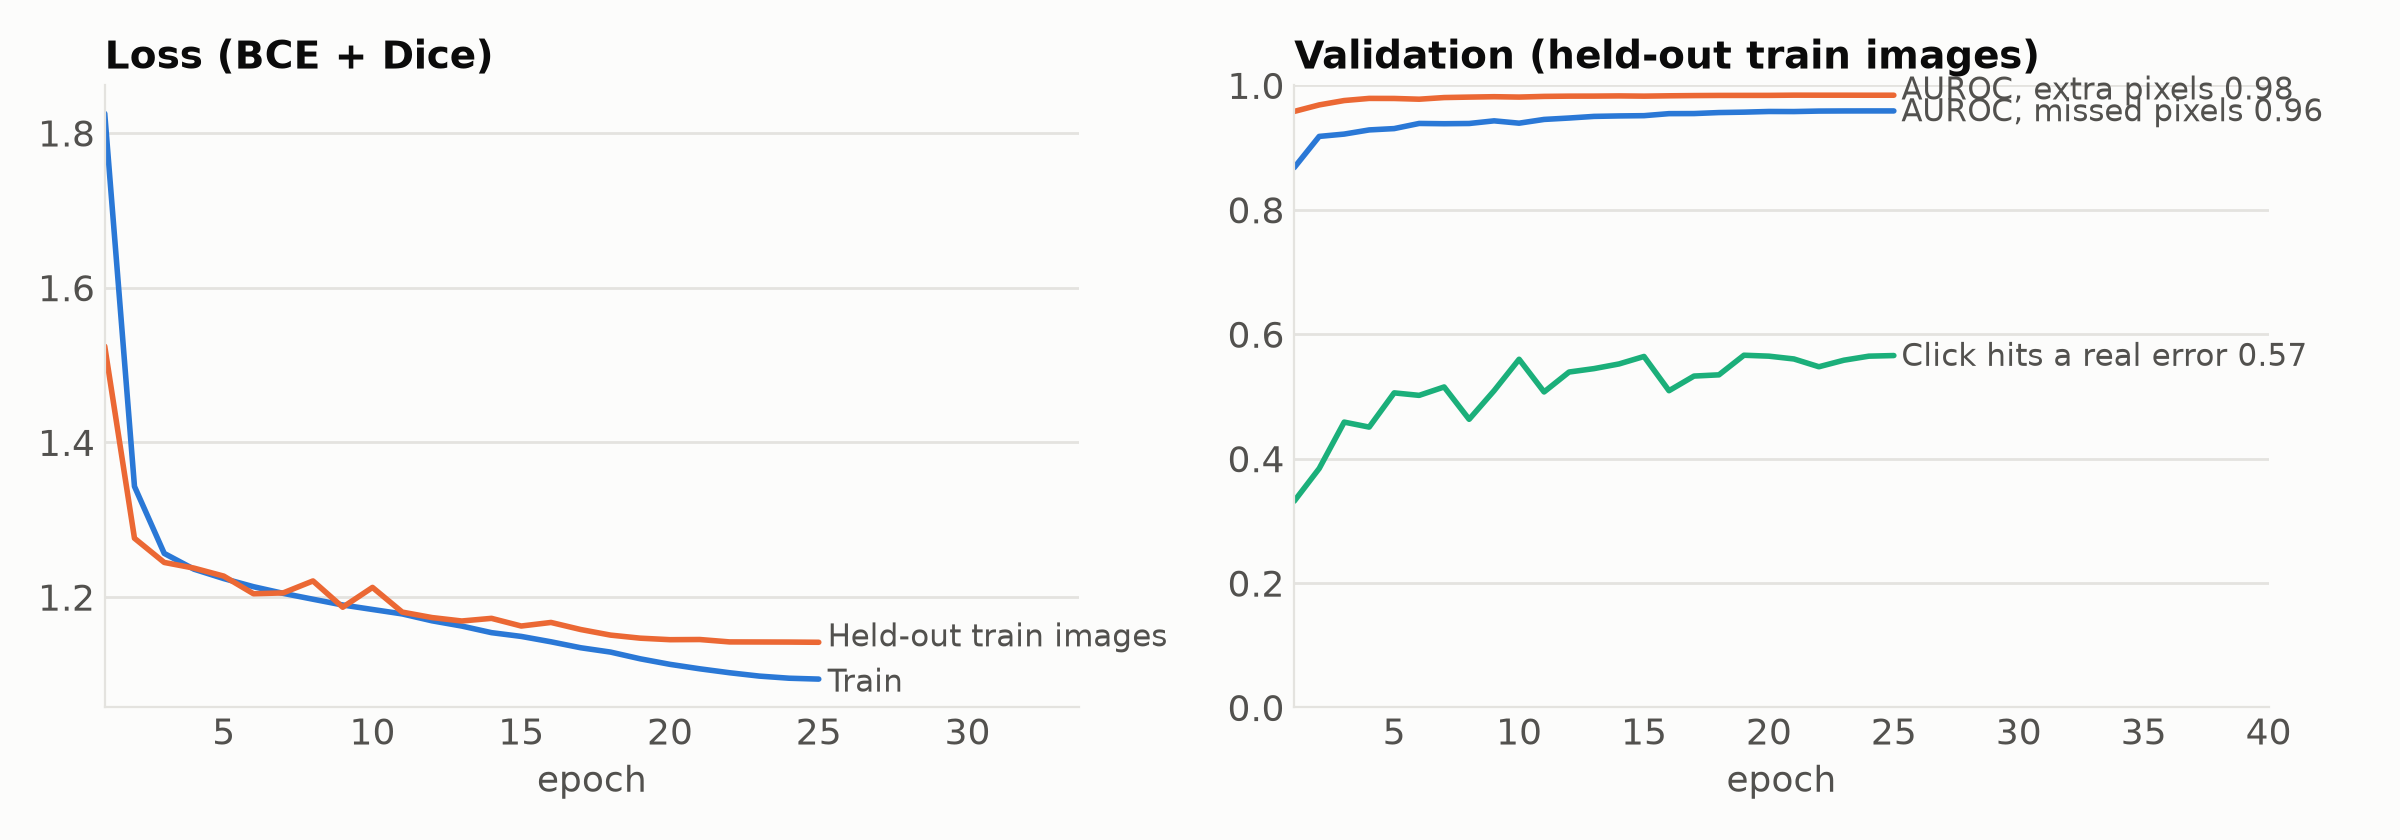 Loss (BCE + Dice)
1.8
1.6
1.4
1.2
Held-out train images
Train
5 10 15 20 25 30
epoch
Validation (held-out train images)
1.0
AUROC, extra pixels 0.98
AUROC, missed pixels 0.96
0.8
0.6
Click hits a real error 0.57
0.4
0.2
0.0
5 10 15 20 25 30 35 40
epoch